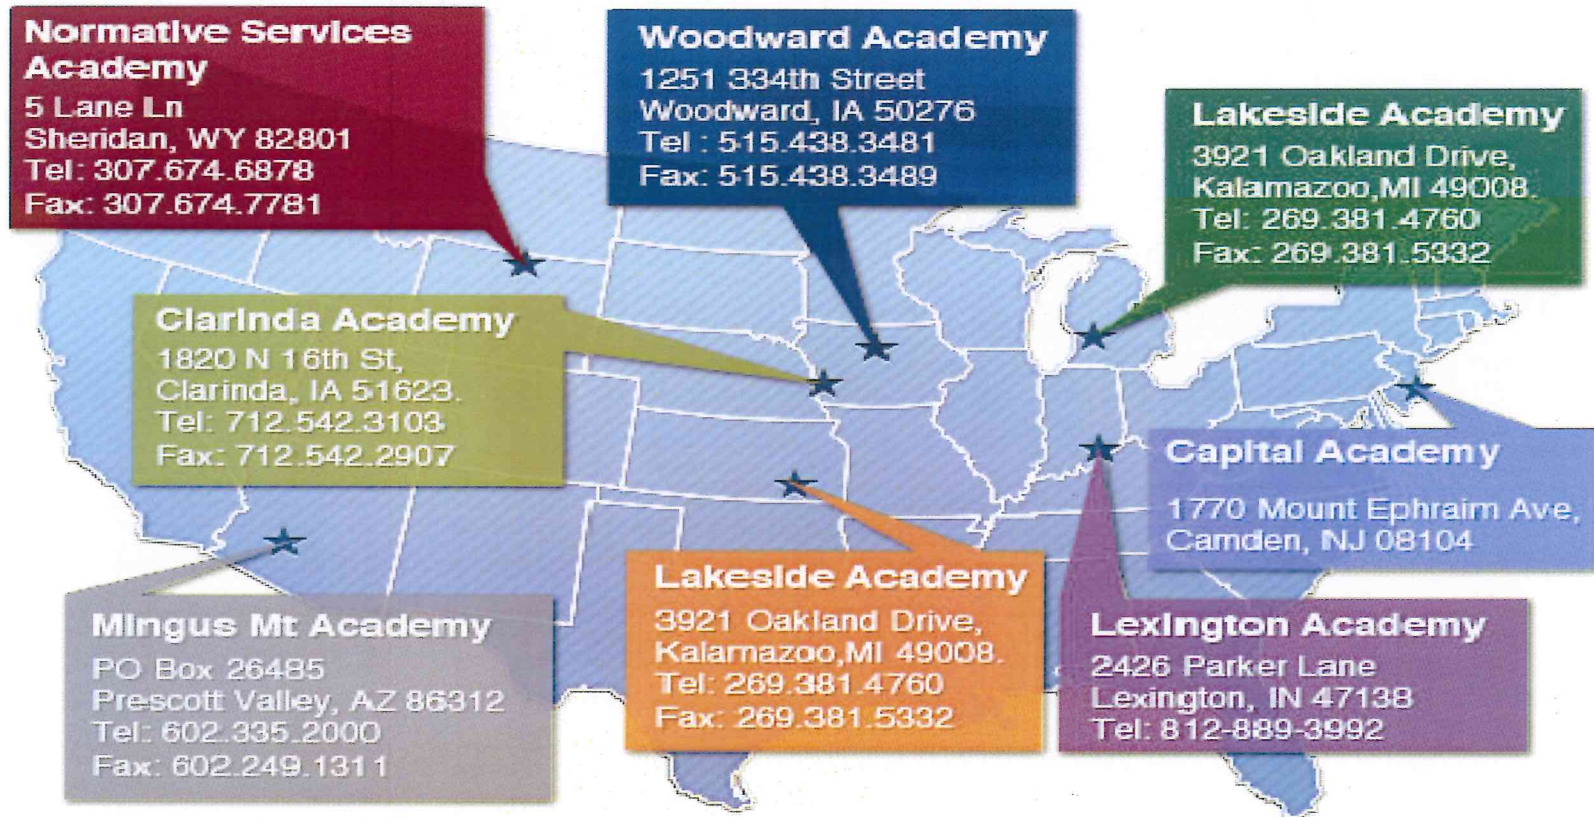 Normative Services
Academy
5 Lane Ln
Sheridan, WY 82801
Tel: 307.674.6878
Fax: 307.674.7781
Woodward Academy
1251 334th Street
Woodward, IA 50276
Tel : 515.438.3481
Fax: 515.438.3489
Lakeside Academy
3921 Oakland Drive,
Kalamazoo,MI 49008.
Tel: 269.381.4760
Fax: 269.381.5332
Clarinda Academy
1820 N 16th St,
Clarinda, IA 51623.
Tel: 712.542.3103
Fax: 712.542.2907
Capital Academy
1770 Mount Ephraim Ave,
Camden, NJ 08104
Mingus Mt Academy
PO Box 26485
Prescott Valley, AZ 86312
Tel: 602.335.2000
Fax: 602.249.1311
Lakeside Academy
3921 Oakland Drive,
Kalamazoo,MI 49008.
Tel: 269.381.4760
Fax: 269.381.5332
Lexington Academy
2426 Parker Lane
Lexington, IN 47138
Tel: 812-889-3992